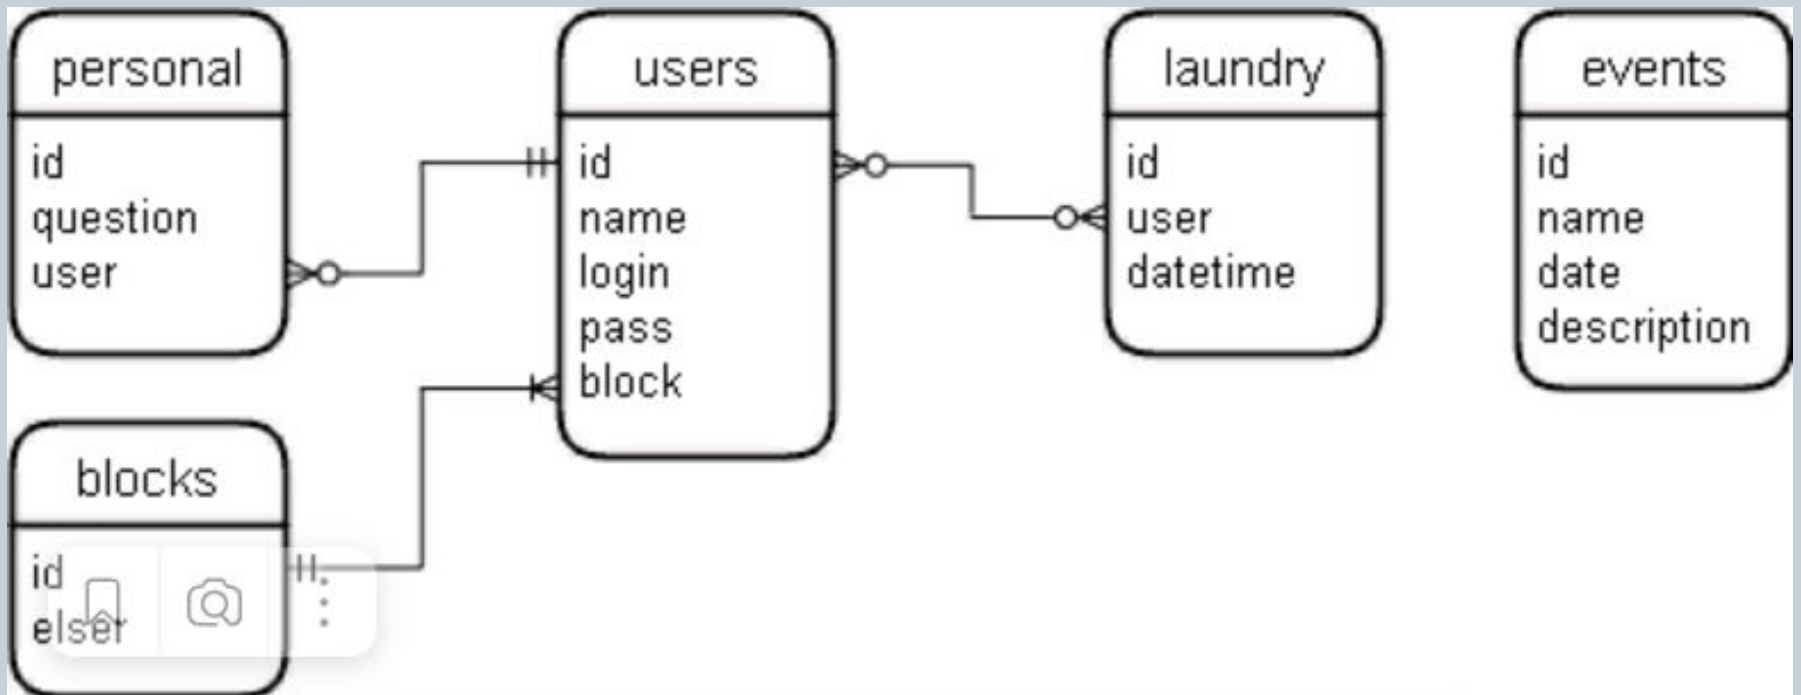 personal
id
question
user
users
id
name
login
pass
block
laundry
id
user
datetime
events
id
name
date
description
blocks
id
elser